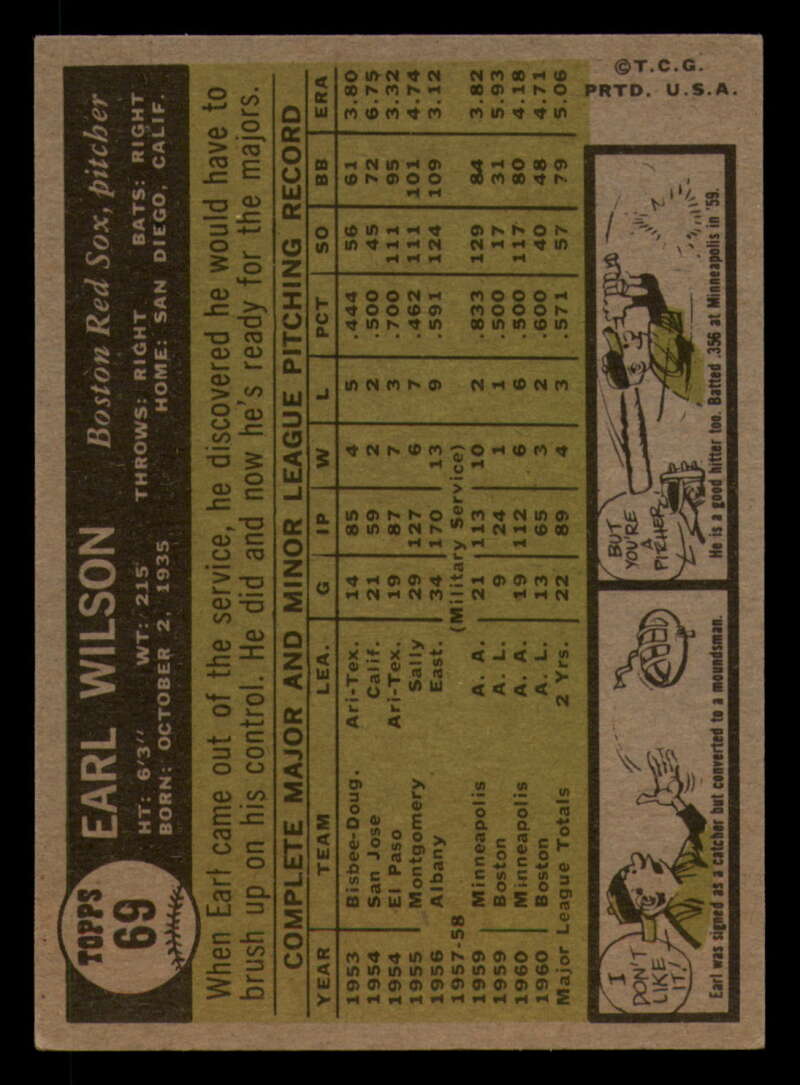 TOPPS
69
EARL WILSON Boston Red Sox, pitcher
HT: 6'3" WT: 215 THROWS: RIGHT BATS: RIGHT
BORN: OCTOBER 2, 1935 HOME: SAN DIEGO, CALIF.
When Earl came out of the service, he discovered he would have to
brush up on his control. He did and now he's ready for the majors.
COMPLETE MAJOR AND MINOR LEAGUE PITCHING RECORD
YEAR TEAM LEA. G IP W L PCT SO BB ERA
1953 Bisbee-Doug. Ari-Tex. 14 85 4 5 .444 56 61 3.80
1954 San Jose Calif. 21 59 2 2 .500 45 72 6.75
1954 El Paso Ari-Tex. 19 87 7 3 .700 111 95 3.32
1955 Montgomery Sally 29 127 6 7 .462 111 101 4.74
1956 Albany East. 34 170 13 9 .591 124 109 3.12
1957-58 (Military Service)
1959 Minneapolis A. A. 21 113 10 2 .833 129 84 3.82
1959 Boston A. L. 9 24 1 1 .500 17 31 5.93
1960 Minneapolis A. A. 19 112 6 6 .500 117 80 4.18
1960 Boston A. L. 13 65 3 2 .600 40 48 4.71
Major League Totals 2 Yrs. 22 89 4 3 .571 57 79 5.06
I
DON'T
LIKE
IT!
Earl was signed as a catcher but converted to a moundsman.
BUT
YOU'RE
A
PITCHER
He is a good hitter too. Batted .356 at Minneapolis in '59.
©T.C.G.
PRTD. U.S.A.